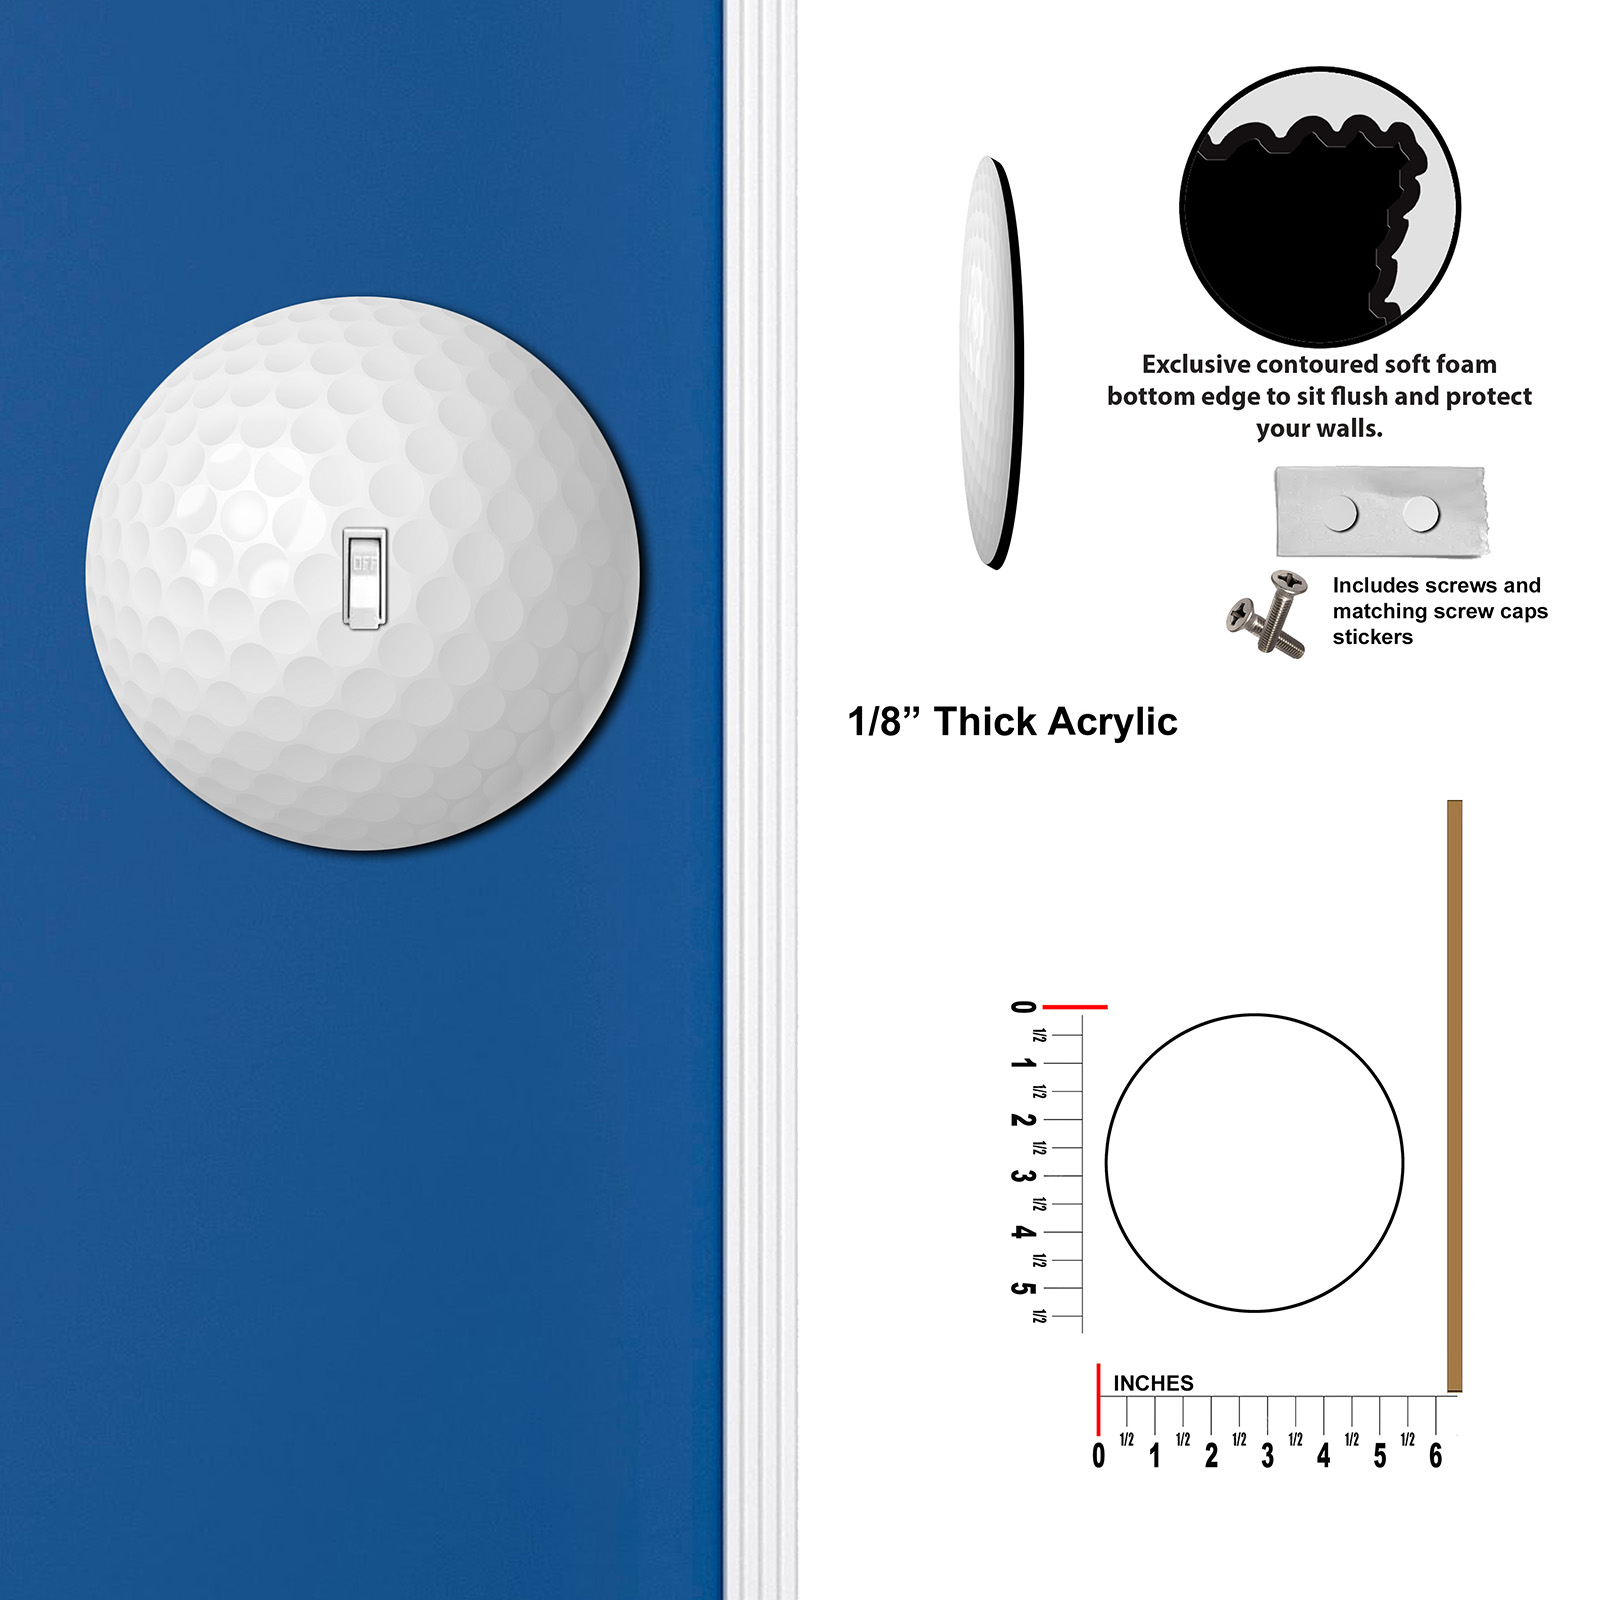 OFF
Exclusive contoured soft foam
bottom edge to sit flush and protect
your walls.
Includes screws and
matching screw caps
stickers
1/8” Thick Acrylic
0
1/2
1
1/2
2
1/2
3
1/2
4
1/2
5
1/2
INCHES
0 1/2 1 1/2 2 1/2 3 1/2 4 1/2 5 1/2 6